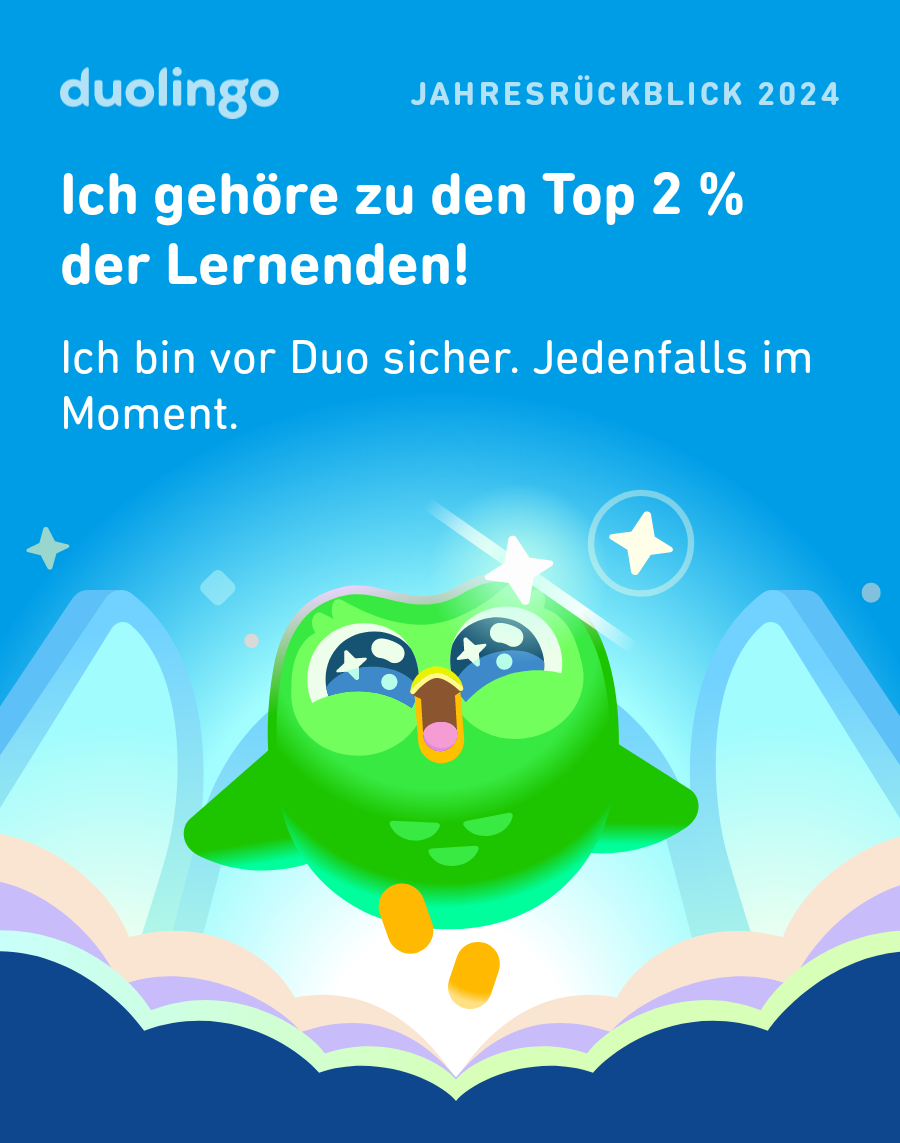 duolingo
JAHRESRÜCKBLICK 2024
Ich gehöre zu den Top 2 %
der Lernenden!
Ich bin vor Duo sicher. Jedenfalls im
Moment.